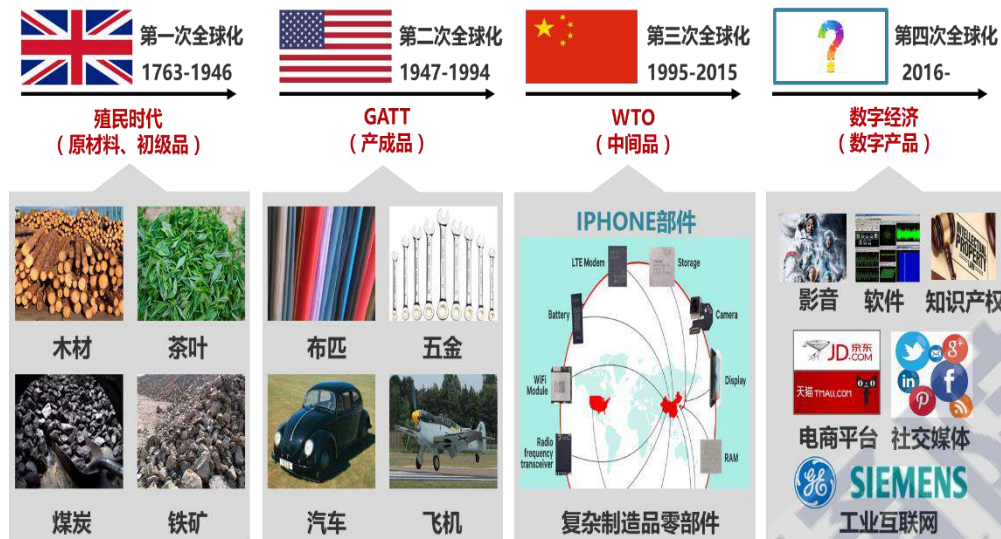 第一次全球化
1763-1946
殖民时代
（原材料、初级品）
木材
茶叶
煤炭
铁矿
第二次全球化
1947-1994
GATT
（产成品）
布匹
五金
汽车
飞机
第三次全球化
1995-2015
WTO
（中间品）
IPHONE部件
LTE Modem
Storage
Battery
Camera
WiFi
Module
Display
Radio
frequency
transceiver
RAM
复杂制造品零部件
?
第四次全球化
2016-
数字经济
（数字产品）
INTELLECTUAL
PROPERTY
影音
软件
知识产权
JD.COM 京东
天猫 TMALL.COM
g+
in
f
电商平台
社交媒体
GE
SIEMENS
工业互联网